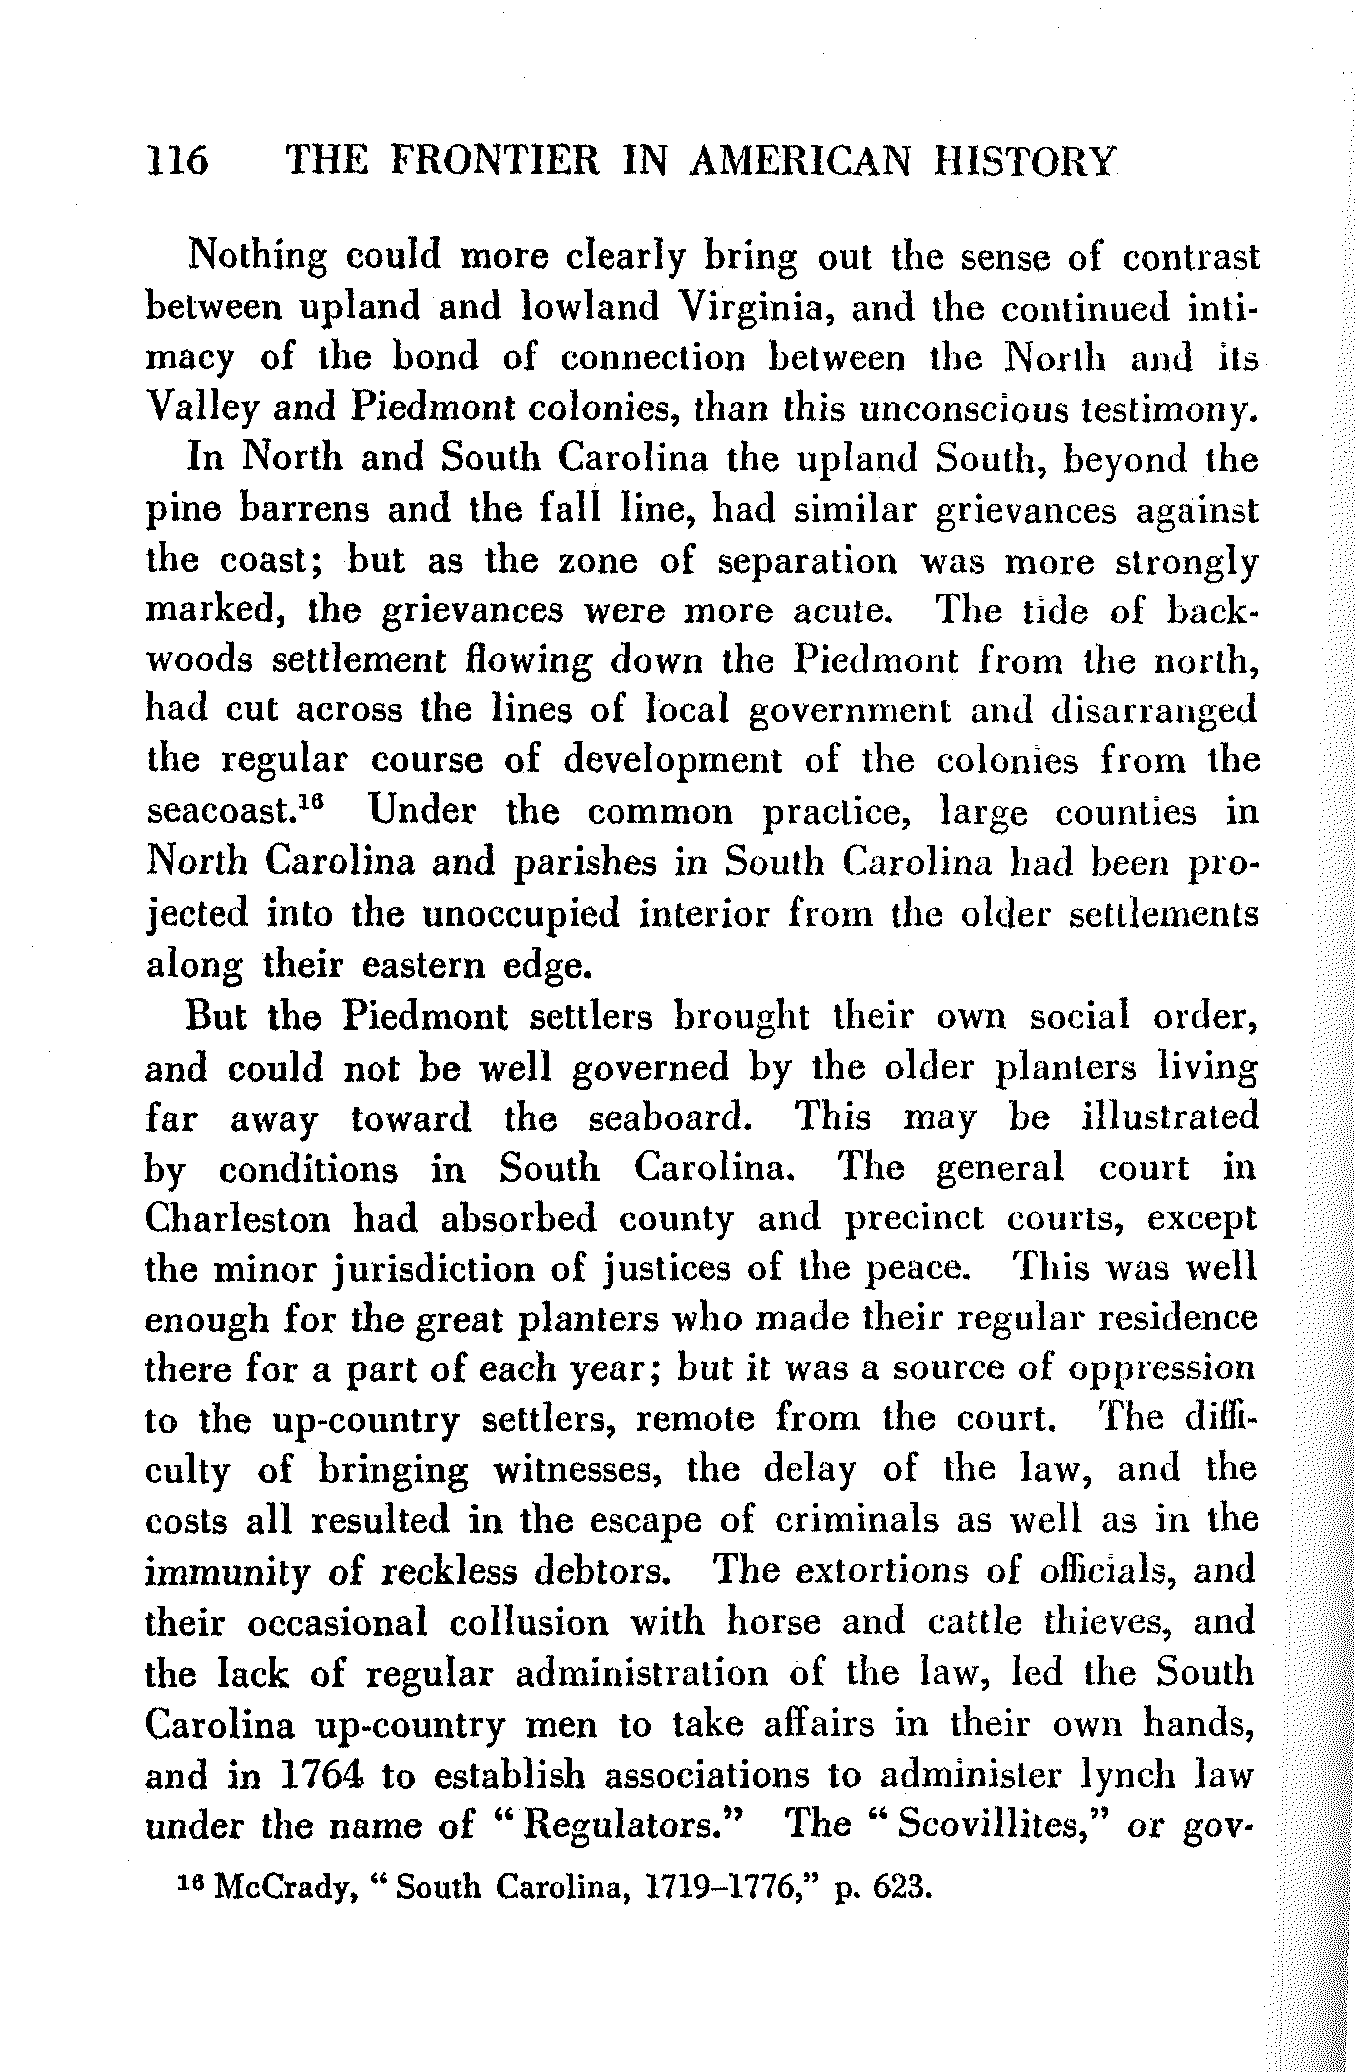 116 THE FRONTIER IN AMERICAN HISTORY
Nothing could more clearly bring out the sense of contrast
between upland and lowland Virginia, and the continued inti-
macy of the bond of connection between the North and its
Valley and Piedmont colonies, than this unconscious testimony.
In North and South Carolina the upland South, beyond the
pine barrens and the fall line, had similar grievances against
the coast; but as the zone of separation was more strongly
marked, the grievances were more acute. The tide of back-
woods settlement flowing down the Piedmont from the north,
had cut across the lines of local government and disarranged
the regular course of development of the colonies from the
seacoast.¹⁶ Under the common practice, large counties in
North Carolina and parishes in South Carolina had been pro-
jected into the unoccupied interior from the older settlements
along their eastern edge.
But the Piedmont settlers brought their own social order,
and could not be well governed by the older planters living
far away toward the seaboard. This may be illustrated
by conditions in South Carolina. The general court in
Charleston had absorbed county and precinct courts, except
the minor jurisdiction of justices of the peace. This was well
enough for the great planters who made their regular residence
there for a part of each year; but it was a source of oppression
to the up-country settlers, remote from the court. The diffi-
culty of bringing witnesses, the delay of the law, and the
costs all resulted in the escape of criminals as well as in the
immunity of reckless debtors. The extortions of officials, and
their occasional collusion with horse and cattle thieves, and
the lack of regular administration of the law, led the South
Carolina up-country men to take affairs in their own hands,
and in 1764 to establish associations to administer lynch law
under the name of “ Regulators.” The “ Scovillites,” or gov-
¹⁶ McCrady, “ South Carolina, 1719–1776,” p. 623.